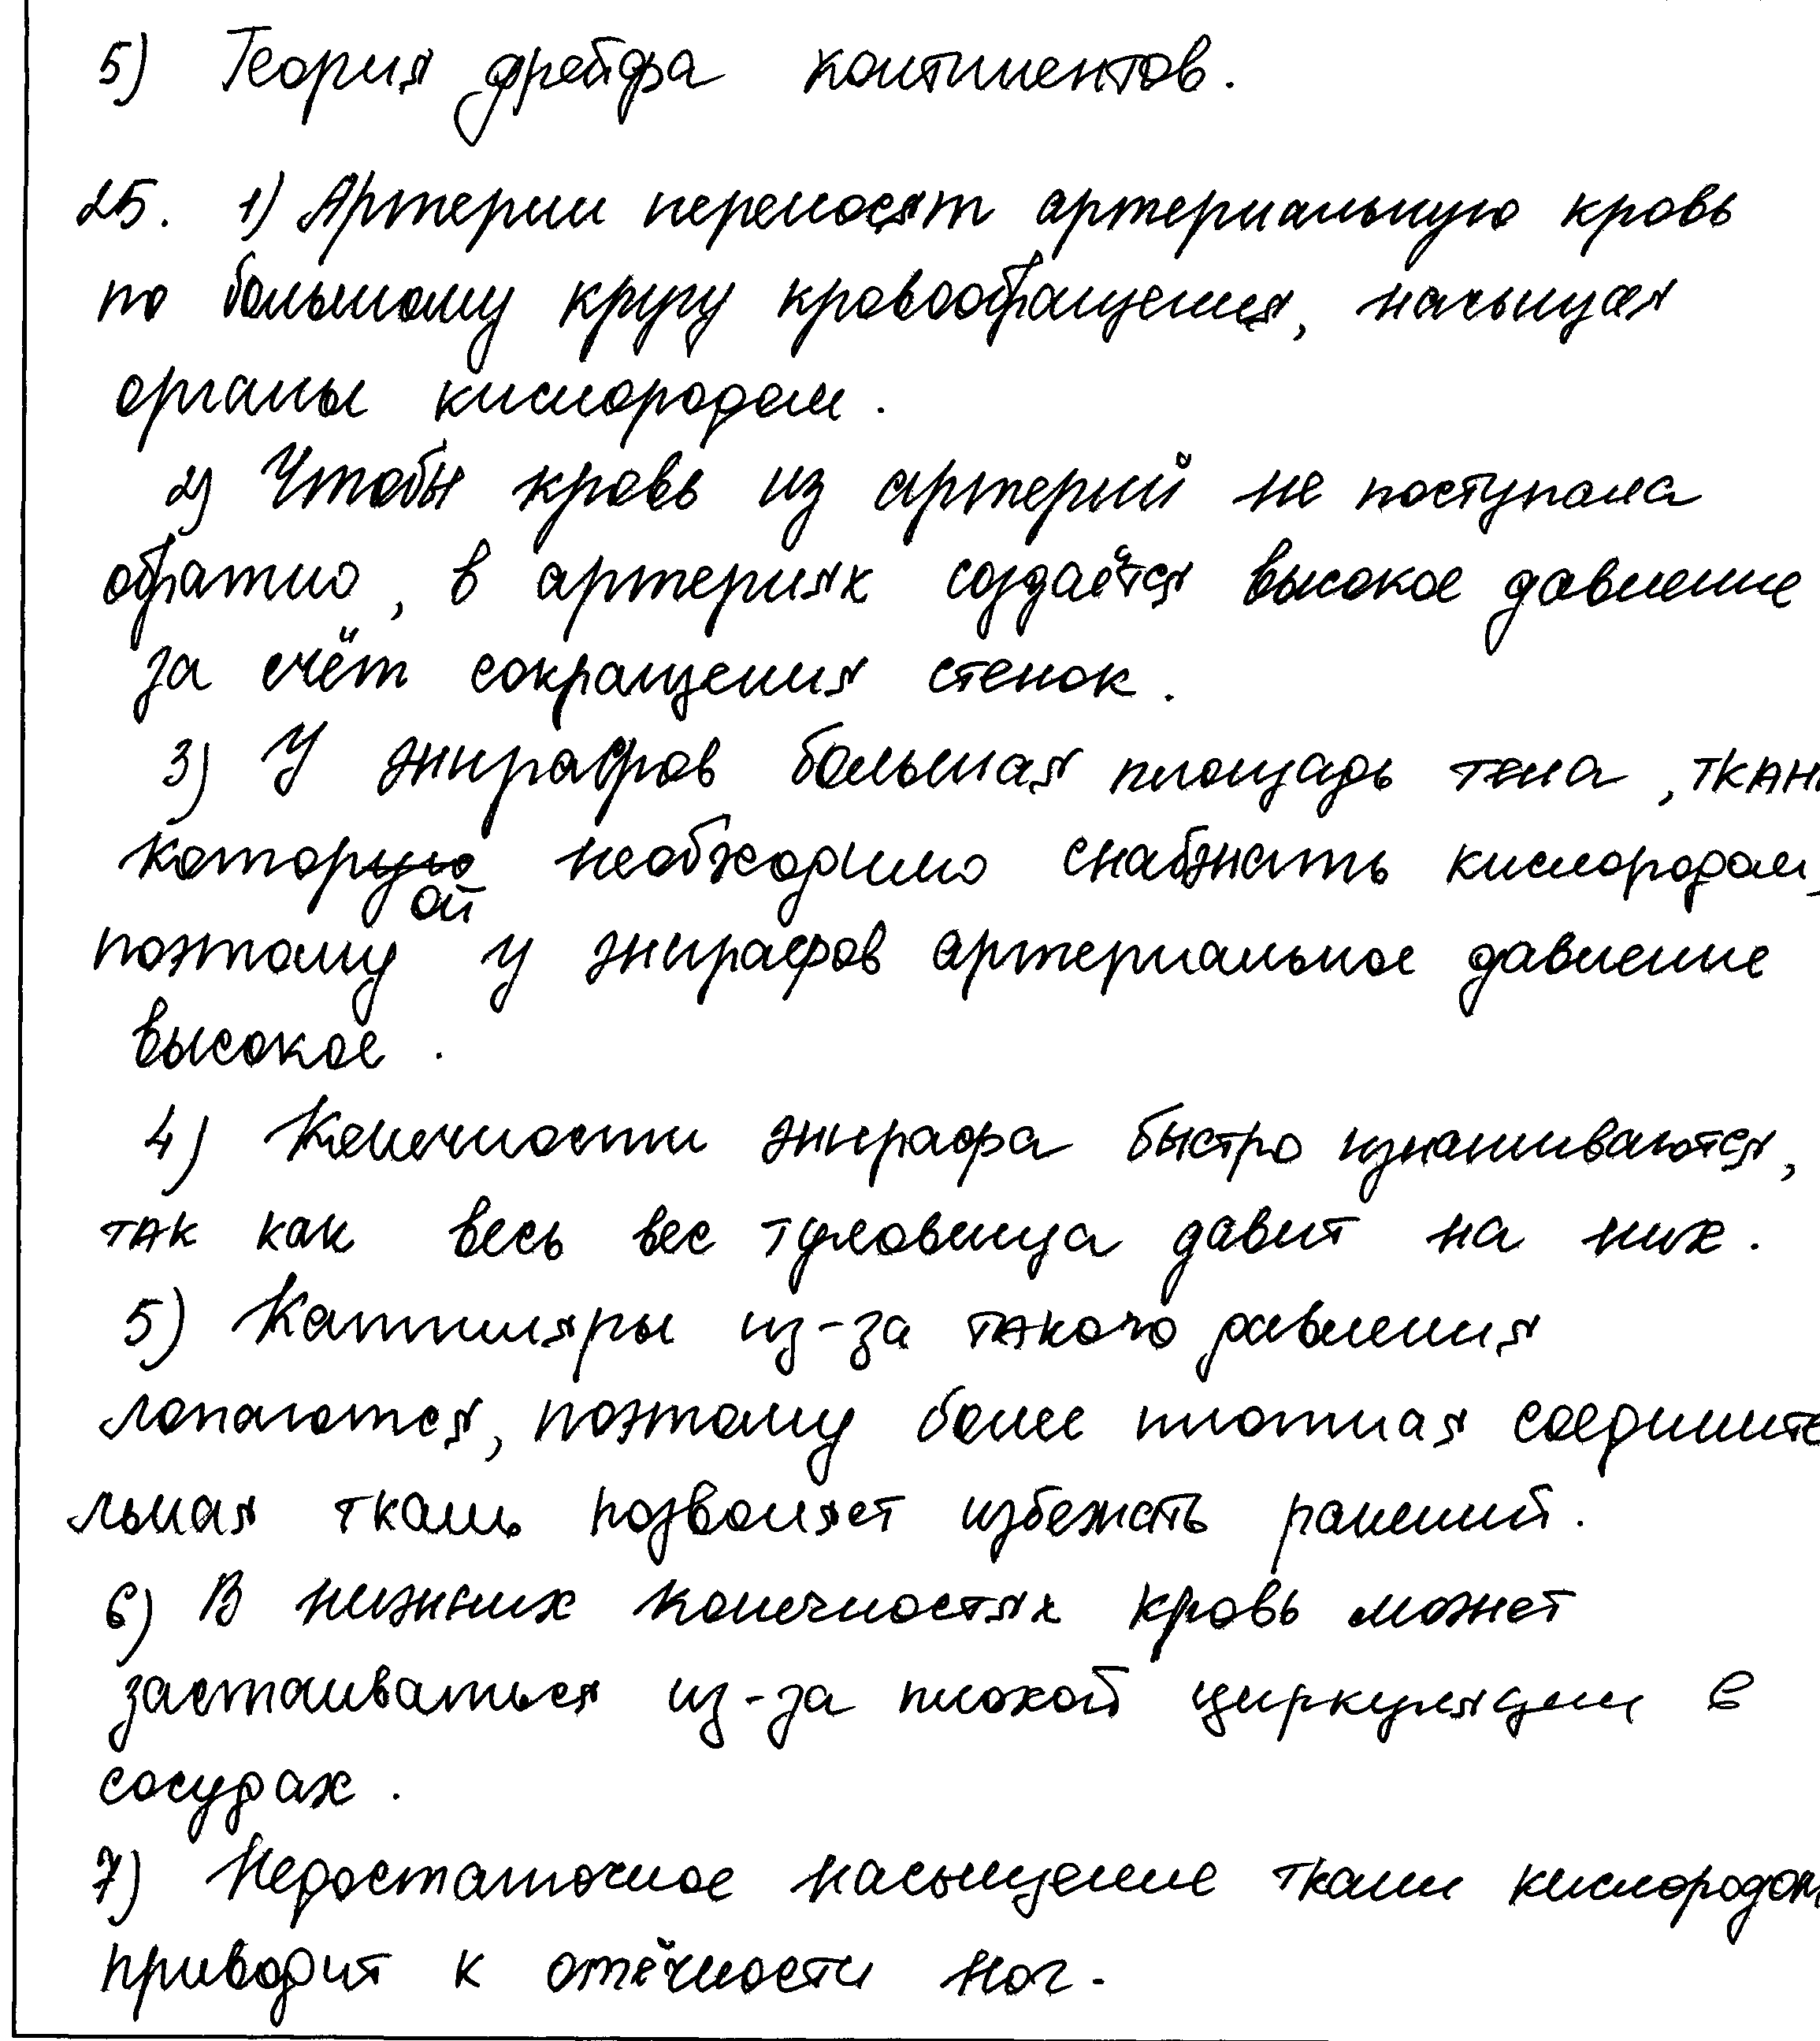 5) Теория дрейфа континентов.
25. 1) Артерии переносят артериальную кровь
по большому кругу кровообращения, насыщая
органы кислородом.
2) Чтобы кровь из артерий не поступала
обратно, в артериях создаётся высокое давление
за счёт сокращения стенок.
3) У жирафов большая площадь тела, ткани
которой необходимо снабжать кислородом,
поэтому у жирафов артериальное давление
высокое.
4) Конечности жирафа быстро изнашиваются,
так как весь вес туловища давит на них.
5) Капилляры из-за такого давления
лопаются, поэтому более плотная соедините
льная ткань позволяет избежать ранений.
6) В нижних конечностях кровь может
застаиваться из-за плохой циркуляции в
сосудах.
7) Недостаточное насыщение ткани кислородом
приводит к отёчности ног.